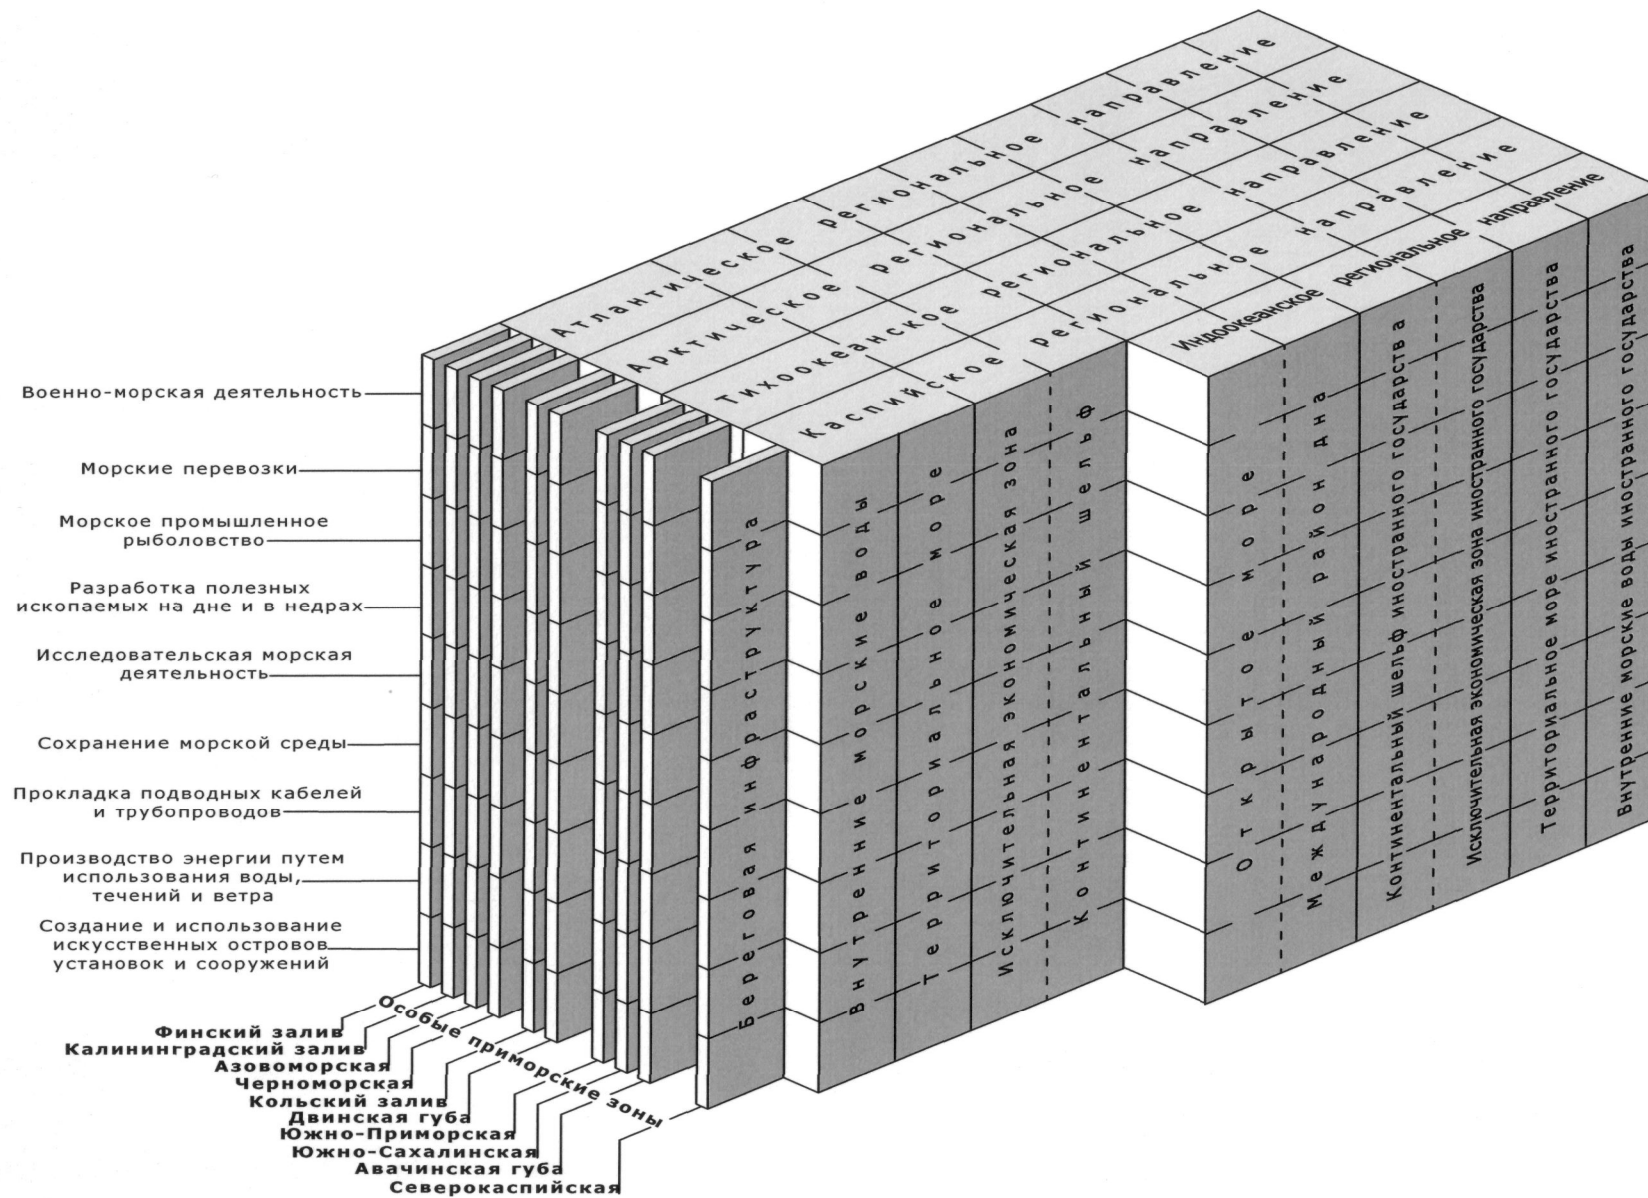 Атлантическое региональное направление
Арктическое региональное направление
Тихоокеанское региональное направление
Каспийское региональное направление
Индоокеанское региональное направление
Военно-морская деятельность
Морские перевозки
Морское промышленное
рыболовство
Разработка полезных
ископаемых на дне и в недрах
Исследовательская морская
деятельность
Сохранение морской среды
Прокладка подводных кабелей
и трубопроводов
Производство энергии путем
использования воды,
течений и ветра
Создание и использование
искусственных островов
установок и сооружений
Береговая инфраструктура
Внутренние морские воды
Территориальное море
Исключительная экономическая зона
Континентальный шельф
Открытое море
Международный район дна
Континентальный шельф иностранного государства
Исключительная экономическая зона иностранного государства
Территориальное море иностранного государства
Внутренние морские воды иностранного государства
Особые приморские зоны
Финский залив
Калининградский залив
Азовоморская
Черноморская
Кольский залив
Двинская губа
Южно-Приморская
Южно-Сахалинская
Авачинская губа
Северокаспийская